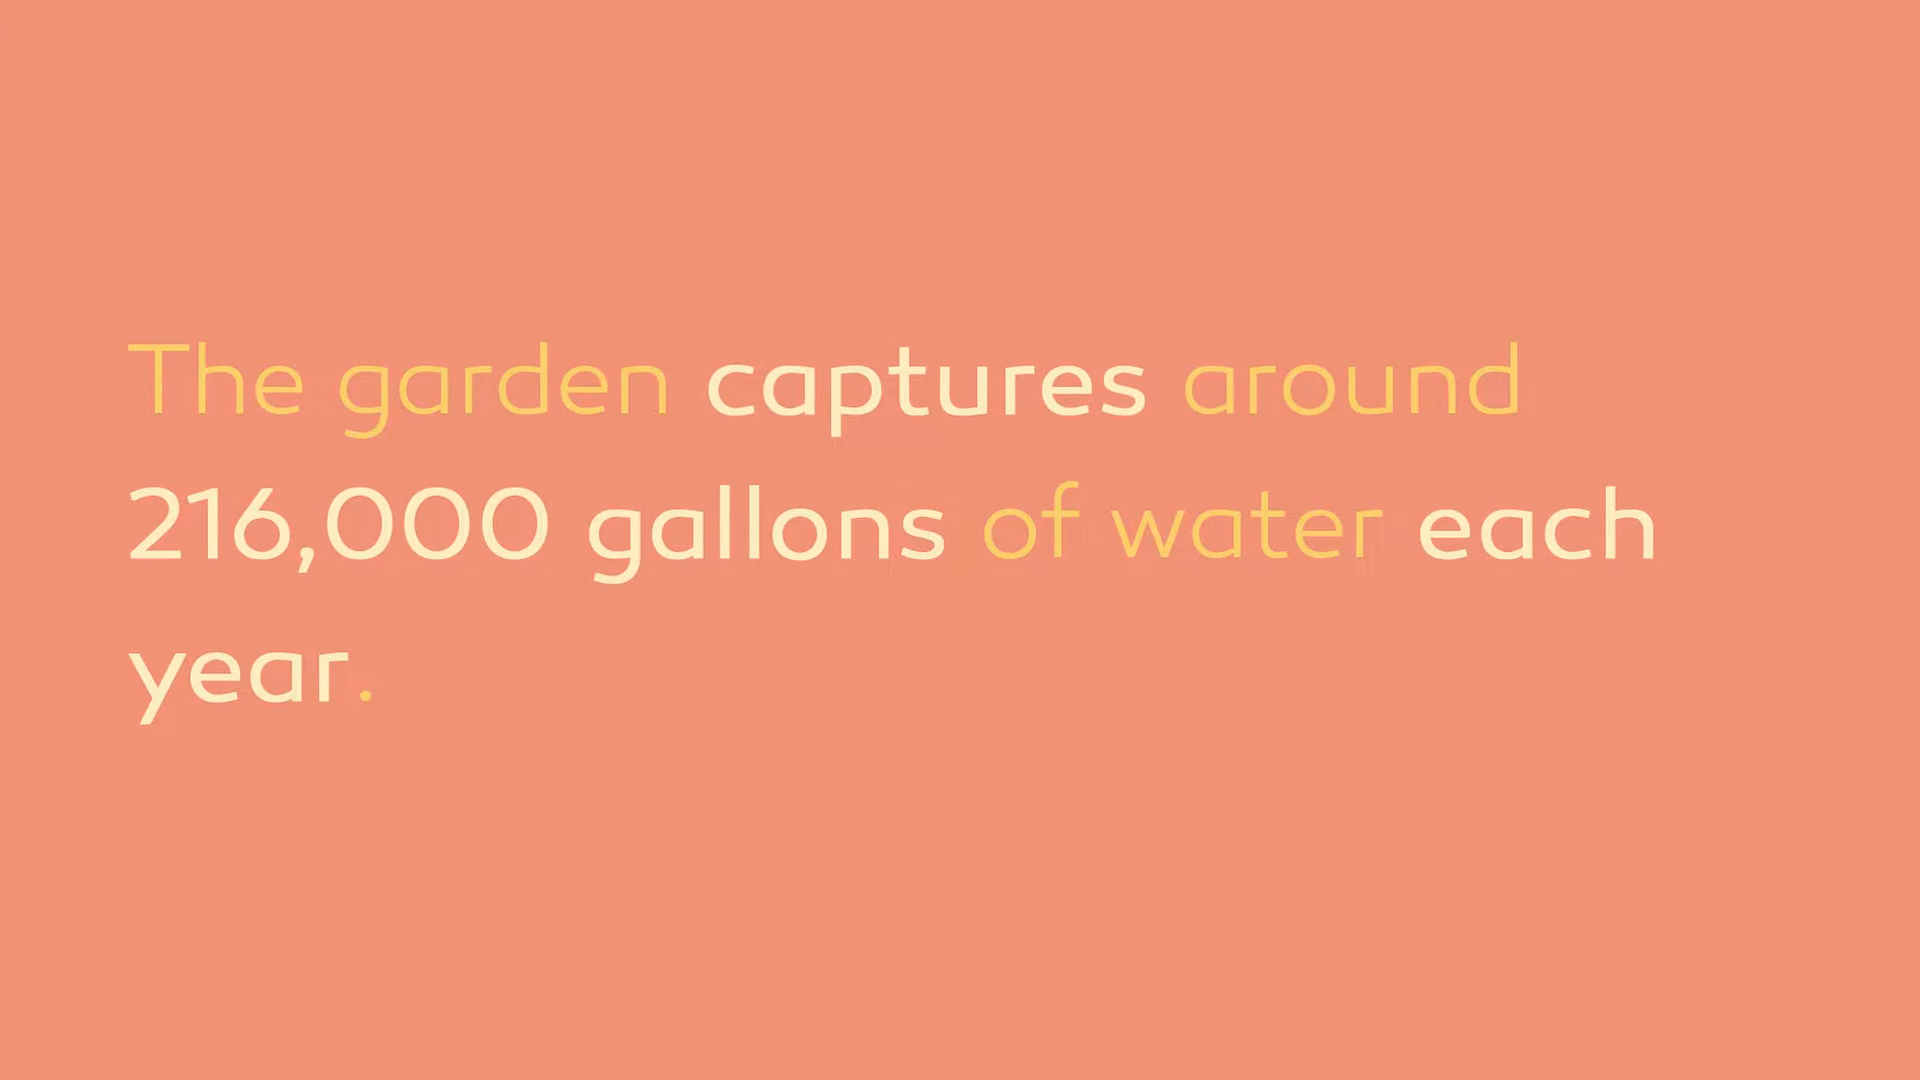 The garden captures around
216,000 gallons of water each
year.